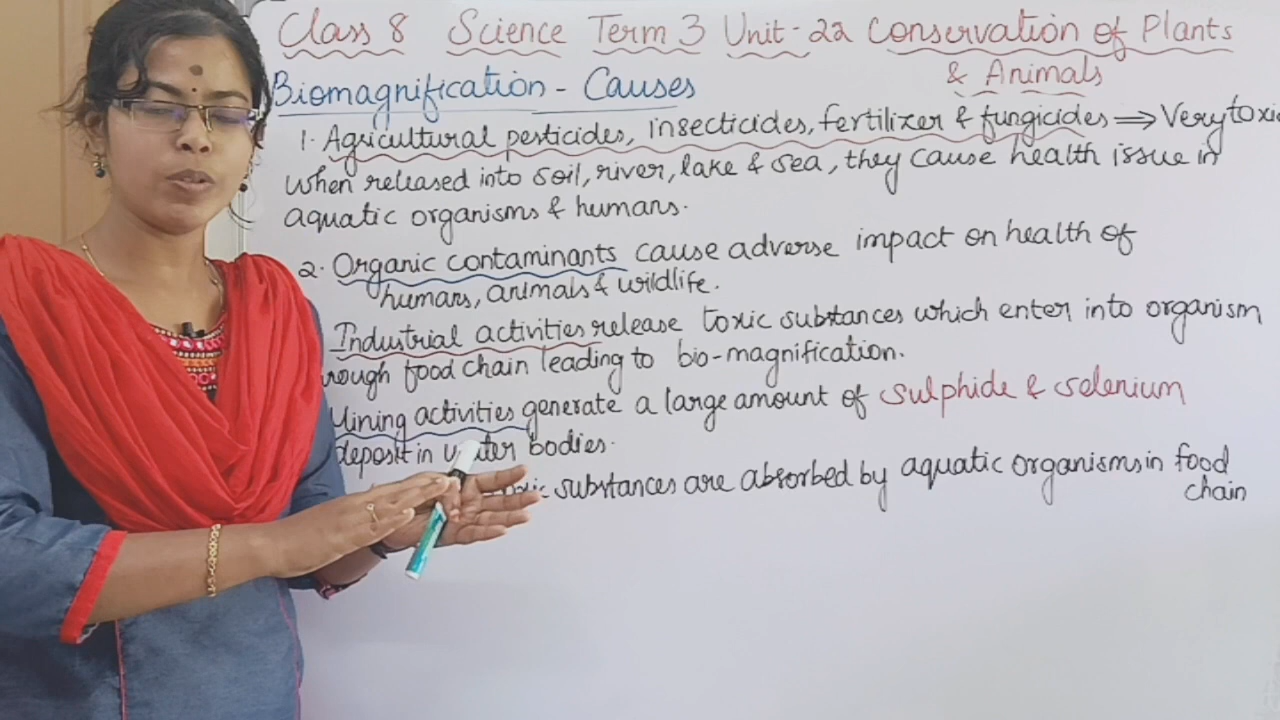 Class 8 Science Term 3 Unit-22 Conservation of Plants
& Animals
Biomagnification - Causes
1. Agricultural pesticides, insecticides, fertilizer & fungicides ⟹ Very toxic
when released into soil, river, lake & sea, they cause health issue in
aquatic organisms & humans.
2. Organic contaminants cause adverse impact on health of
humans, animals & wildlife.
Industrial activities release toxic substances which enter into organism
rough food chain leading to bio-magnification.
Mining activities generate a large amount of Sulphide & Selenium
deposit in water bodies.
substances are absorbed by aquatic organisms in food
chain